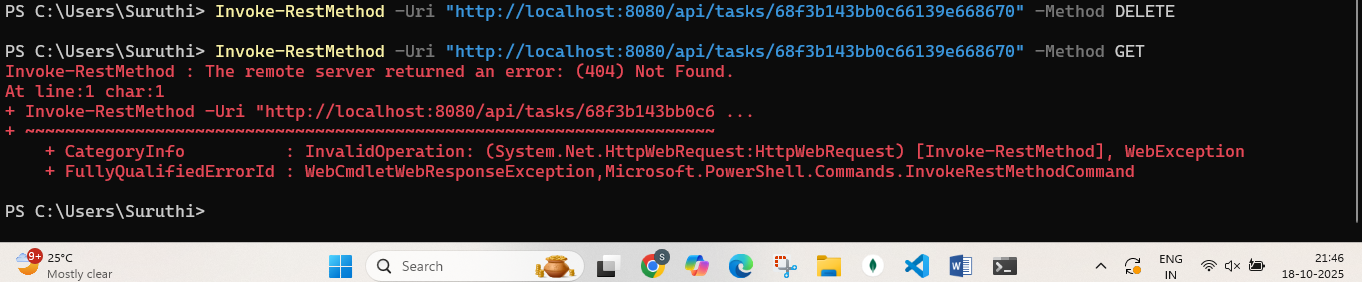 PS C:\Users\Suruthi> Invoke-RestMethod -Uri "http://localhost:8080/api/tasks/68f3b143bb0c66139e668670" -Method DELETE
PS C:\Users\Suruthi> Invoke-RestMethod -Uri "http://localhost:8080/api/tasks/68f3b143bb0c66139e668670" -Method GET
Invoke-RestMethod : The remote server returned an error: (404) Not Found.
At line:1 char:1
+ Invoke-RestMethod -Uri "http://localhost:8080/api/tasks/68f3b143bb0c6 ...
+ ~~~~~~~~~~~~~~~~~~~~~~~~~~~~~~~~~~~~~~~~~~~~~~~~~~~~~~~~~~~~~~~~~~~~~
    + CategoryInfo          : InvalidOperation: (System.Net.HttpWebRequest:HttpWebRequest) [Invoke-RestMethod], WebException
    + FullyQualifiedErrorId : WebCmdletWebResponseException,Microsoft.PowerShell.Commands.InvokeRestMethodCommand
PS C:\Users\Suruthi>
9+
25°C
Mostly clear
Search
S
W
ENG
IN
21:46
18-10-2025